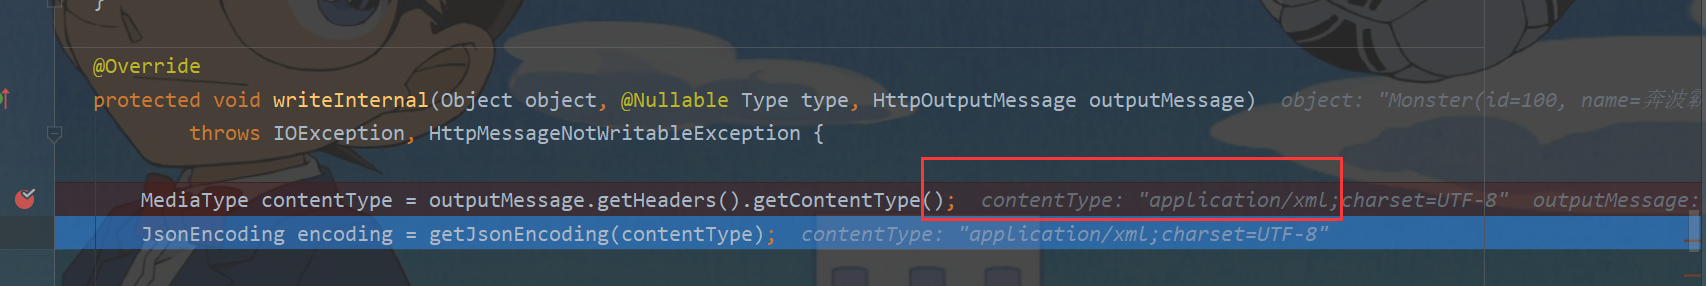 }
@Override
protected void writeInternal(Object object, @Nullable Type type, HttpOutputMessage outputMessage) object: "Monster(id=100, name=奔波
throws IOException, HttpMessageNotWritableException {
MediaType contentType = outputMessage.getHeaders().getContentType(); contentType: "application/xml;charset=UTF-8" outputMessage:
JsonEncoding encoding = getJsonEncoding(contentType); contentType: "application/xml;charset=UTF-8"